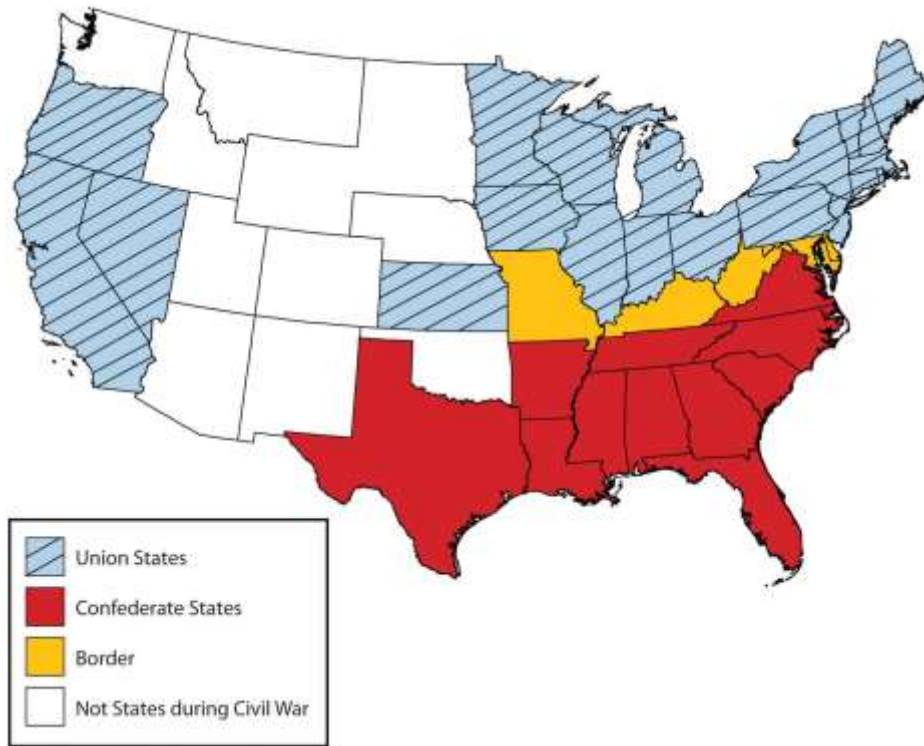 Union States
Confederate States
Border
Not States during Civil War